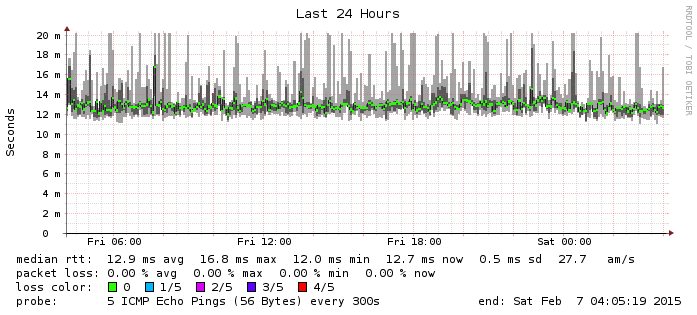 Last 24 Hours
RRDTOOL / TOBI OETIKER
Seconds
20 m
18 m
16 m
14 m
12 m
10 m
8 m
6 m
4 m
2 m
0
Fri 06:00 Fri 12:00 Fri 18:00 Sat 00:00
median rtt: 12.9 ms avg 16.8 ms max 12.0 ms min 12.7 ms now 0.5 ms sd 27.7 am/s
packet loss: 0.00 % avg 0.00 % max 0.00 % min 0.00 % now
loss color: 0 1/5 2/5 3/5 4/5
probe: 5 ICMP Echo Pings (56 Bytes) every 300s end: Sat Feb 7 04:05:19 2015